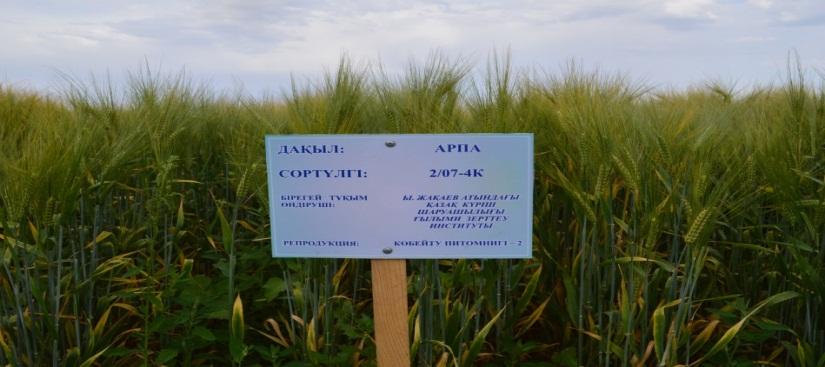 ДАҚЫЛ: АРПА
СОРТҮЛГІ: 2/07-4К
БІРЕГЕЙ ТҰҚЫМ ӨНДІРУШІ:
Ы. ЖАҚАЕВ АТЫНДАҒЫ
ҚАЗАҚ КҮРІШ
ШАРУАШЫЛЫҒЫ
ҒЫЛЫМИ ЗЕРТТЕУ
ИНСТИТУТЫ
РЕПРОДУКЦИЯ: КӨБЕЙТУ ПИТОМНИГІ – 2